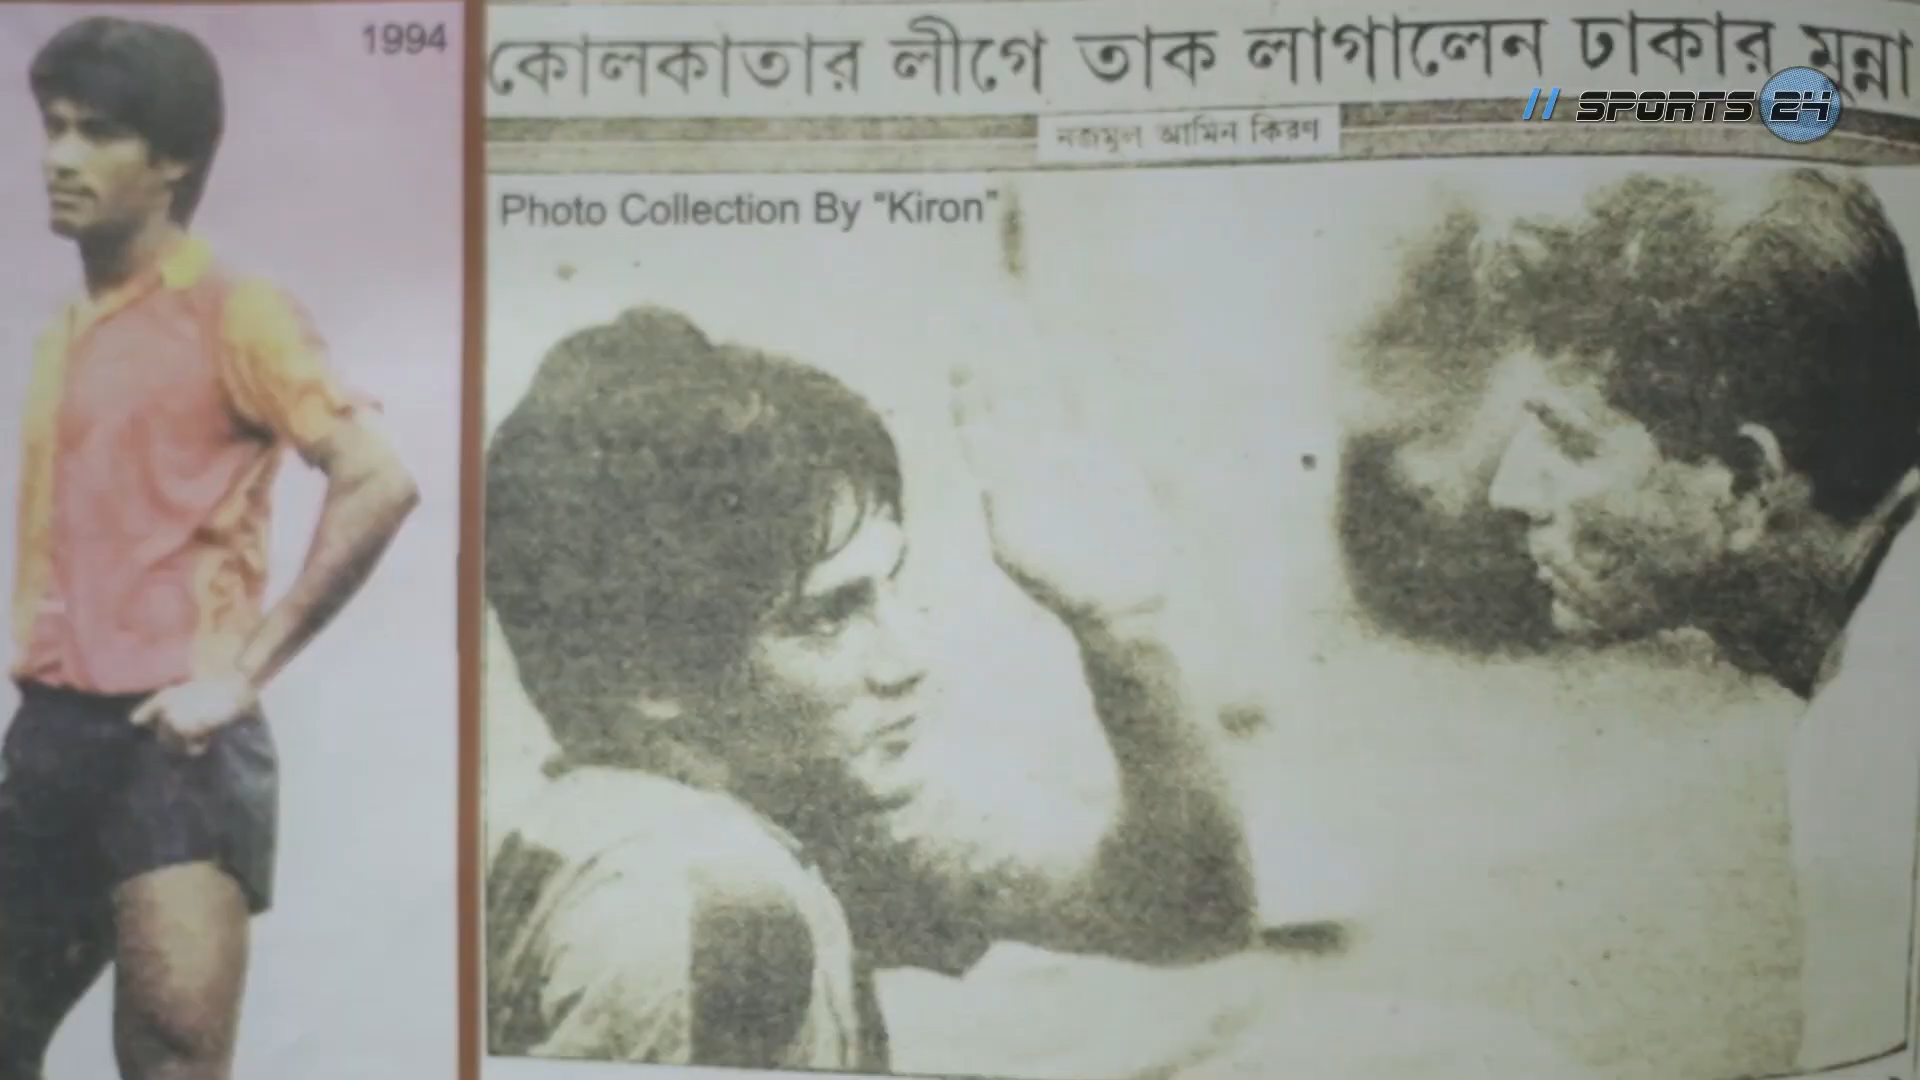 1994
কোলকাতার লীগে তাক লাগালেন ঢাকার মুন্না
// SPORTS 24
নজমুল আমিন কিরণ
Photo Collection By “Kiron”